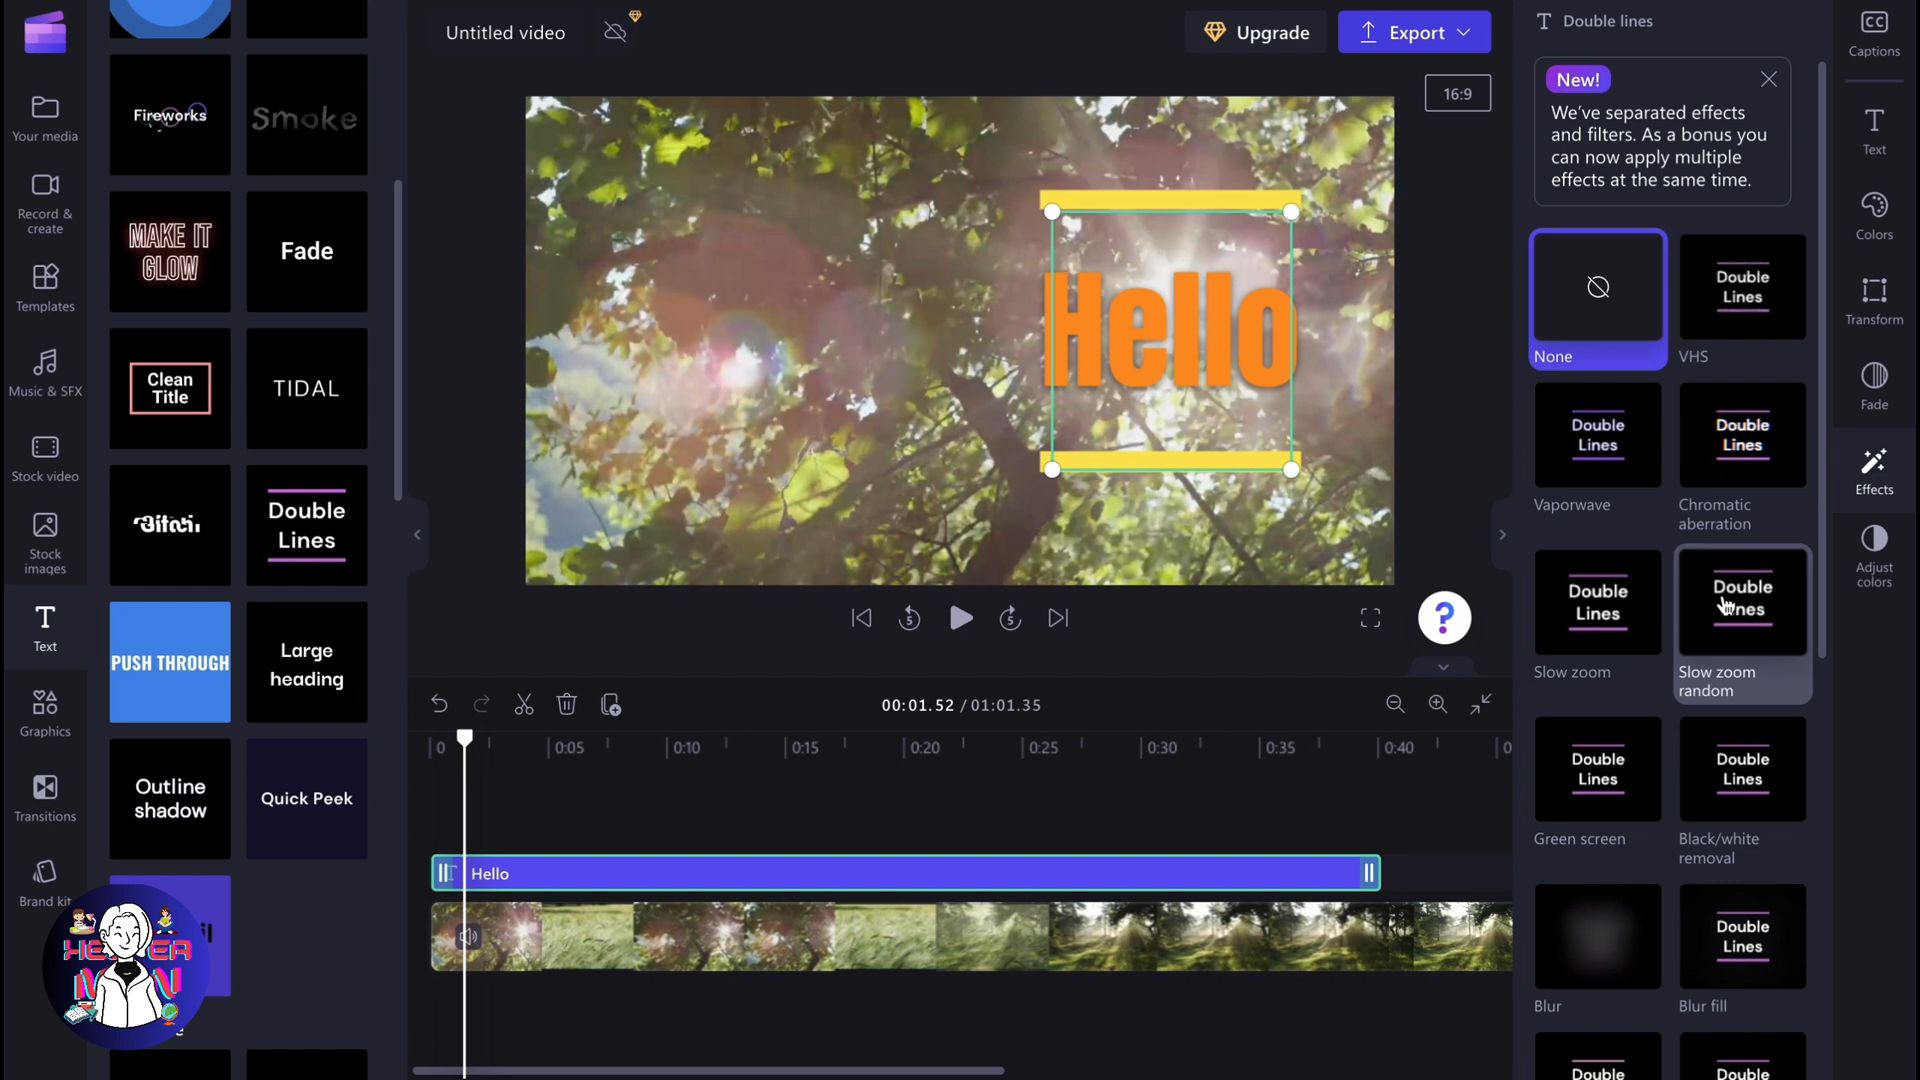 Your media
Record &
create
Templates
Music & SFX
Stock video
Stock
images
Text
Graphics
Transitions
Brand kit
Fireworks
Smoke
MAKE IT
GLOW
Fade
Clean
Title
TIDAL
Glitch
Double
Lines
PUSH THROUGH
Large
heading
Outline
shadow
Quick Peek
Untitled video
Upgrade
Export
16:9
Hello
5
5
?
00:01.52 / 01:01.35
0
0:05
0:10
0:15
0:20
0:25
0:30
0:35
0:40
0
Hello
Double lines
New!
We've separated effects
and filters. As a bonus you
can now apply multiple
effects at the same time.
None
Double
Lines
VHS
Double
Lines
Vaporwave
Double
Lines
Chromatic
aberration
Double
Lines
Slow zoom
Double
Lines
Slow zoom
random
Double
Lines
Green screen
Double
Lines
Black/white
removal
Blur
Double
Lines
Blur fill
Double
Double
CC
Captions
Text
Colors
Transform
Fade
Effects
Adjust
colors